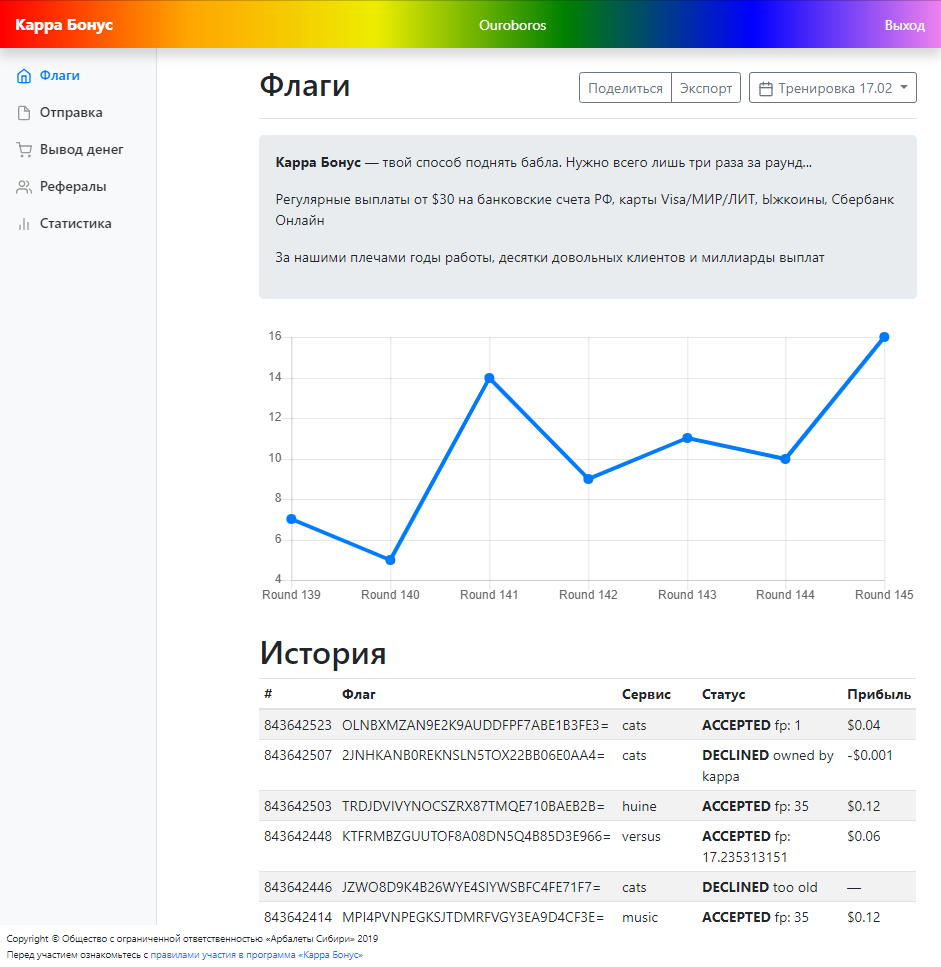 Карра Бонус
Ouroboros
Выход
Флаги
Отправка
Вывод денег
Рефералы
Статистика
Флаги
Поделиться
Экспорт
Тренировка 17.02
Карра Бонус — твой способ поднять бабла. Нужно всего лишь три раза за раунд...
Регулярные выплаты от $30 на банковские счета РФ, карты Visa/МИР/ЛИТ, Ыжкоины, Сбербанк
Онлайн
За нашими плечами годы работы, десятки довольных клиентов и миллиарды выплат
16
14
12
10
8
6
4
Round 139 Round 140 Round 141 Round 142 Round 143 Round 144 Round 145
История
# Флаг Сервис Статус Прибыль
843642523 OLNBXMZAN9E2K9AUDDFPF7ABE1B3FE3= cats ACCEPTED fp: 1 $0.04
843642507 2JNHKANB0REKNSLN5TOX22BB06E0AA4= cats DECLINED owned by -$0.001
kappa
843642503 TRDJDVIVYNOCSZRX87TMQE710BAEB2B= huine ACCEPTED fp: 35 $0.12
843642448 KTFRMBZGUUTOF8A08DN5Q4B85D3E966= versus ACCEPTED fp: $0.06
17.235313151
843642446 JZWO8D9K4B26WYE4SIYWSBFC4FE71F7= cats DECLINED too old —
843642414 MPI4PVNPEGKSJTDMRFVGY3EA9D4CF3E= music ACCEPTED fp: 35 $0.12
Copyright © Общество с ограниченной ответственностью «Арбалеты Сибири» 2019
Перед участием ознакомьтесь с правилами участия в программа «Карра Бонус»